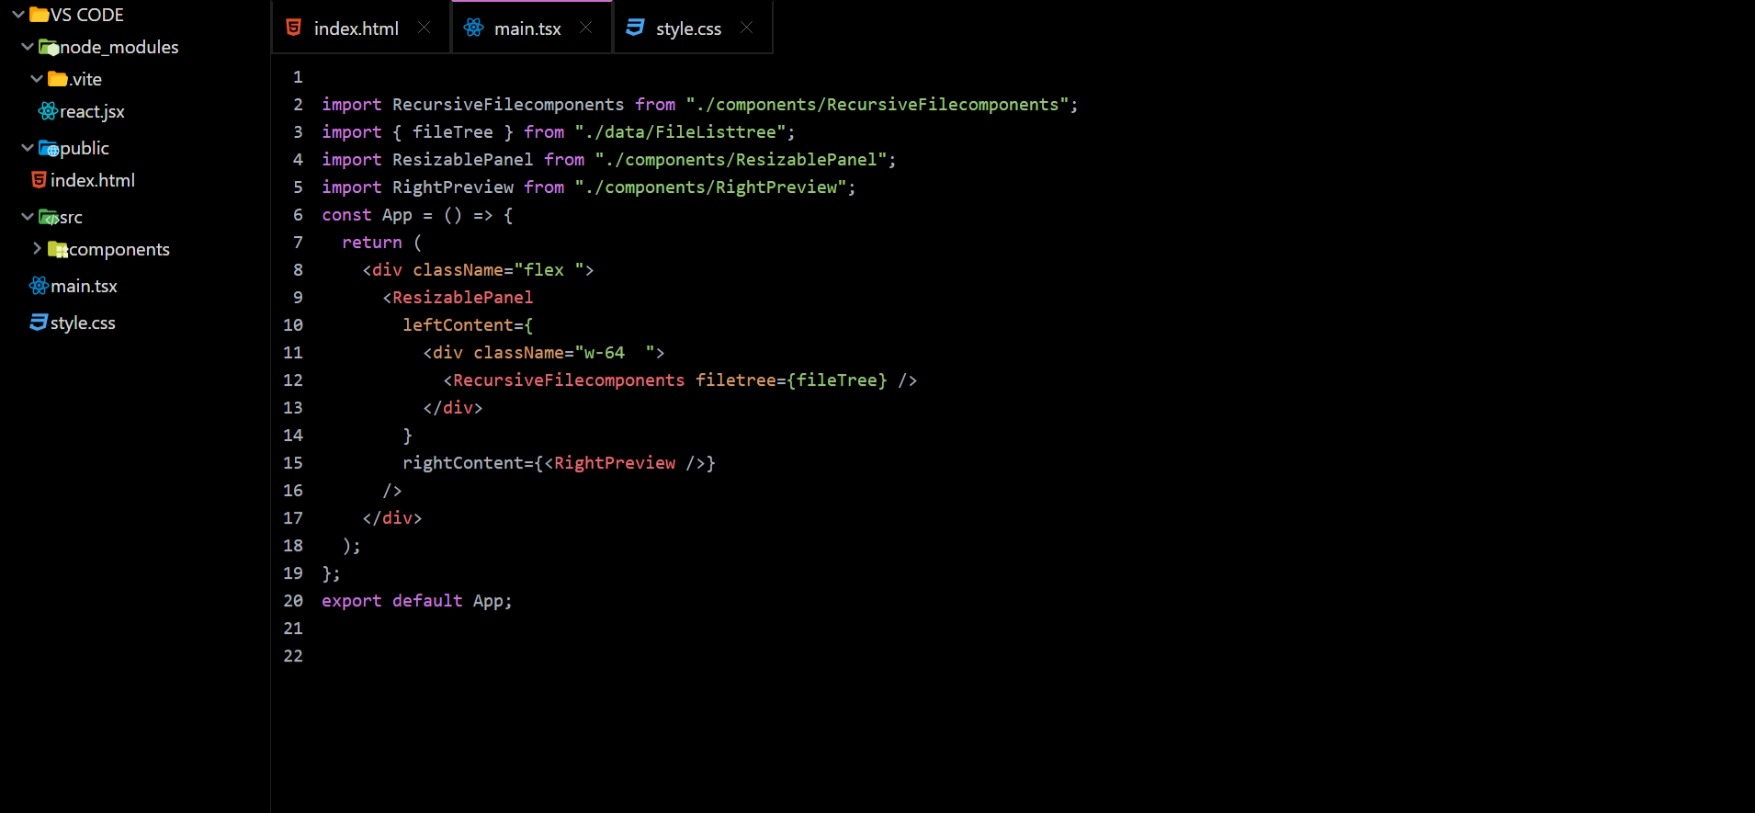 VS CODE
node_modules
.vite
react.jsx
public
index.html
src
components
main.tsx
style.css
index.html
main.tsx
style.css
1
2 import RecursiveFilecomponents from "./components/RecursiveFilecomponents";
3 import { fileTree } from "./data/FileListtree";
4 import ResizablePanel from "./components/ResizablePanel";
5 import RightPreview from "./components/RightPreview";
6 const App = () => {
7   return (
8     <div className="flex ">
9       <ResizablePanel
10         leftContent={
11           <div className="w-64  ">
12             <RecursiveFilecomponents filetree={fileTree} />
13           </div>
14         }
15         rightContent={<RightPreview />}
16       />
17     </div>
18   );
19 };
20 export default App;
21
22